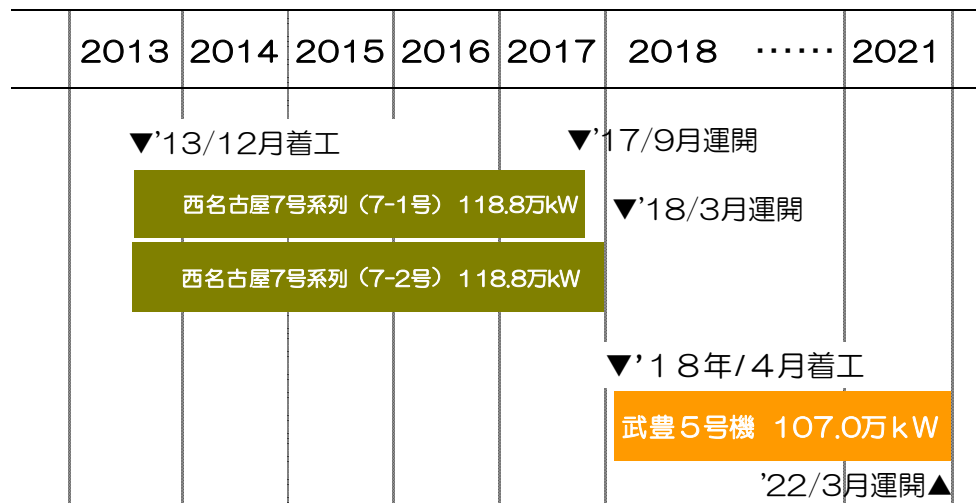 2013 2014 2015 2016 2017 2018 …… 2021
▼'13/12月着工 ▼'17/9月運開
西名古屋7号系列（7-1号） 118.8万kW
▼'18/3月運開
西名古屋7号系列（7-2号） 118.8万kW
▼'１８年/４月着工
武豊５号機 107.0万ｋW
'22/3月運開▲